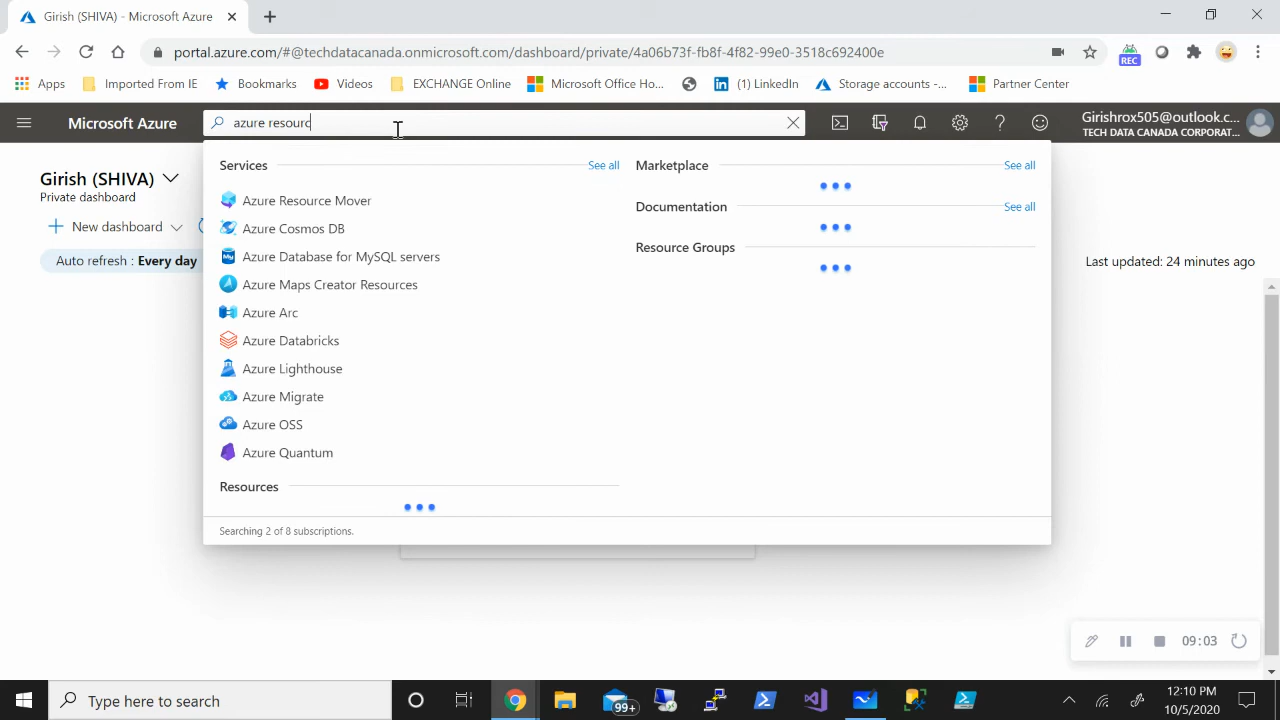 Girish (SHIVA) - Microsoft Azure
portal.azure.com/#@techdatacanada.onmicrosoft.com/dashboard/private/4a06b73f-fb8f-4f82-99e0-3518c692400e
REC
Apps Imported From IE Bookmarks Videos EXCHANGE Online Microsoft Office Ho... (1) LinkedIn Storage accounts -... Partner Center
Microsoft Azure azure resourc Girishrox505@outlook.c...
TECH DATA CANADA CORPORAT...
Girish (SHIVA)
Private dashboard
New dashboard
Auto refresh : Every day
Last updated: 24 minutes ago
Services See all
Azure Resource Mover
Azure Cosmos DB
Azure Database for MySQL servers
Azure Maps Creator Resources
Azure Arc
Azure Databricks
Azure Lighthouse
Azure Migrate
Azure OSS
Azure Quantum
Resources
Marketplace See all
Documentation See all
Resource Groups
Searching 2 of 8 subscriptions.
09:03
Type here to search
99+
12:10 PM
10/5/2020